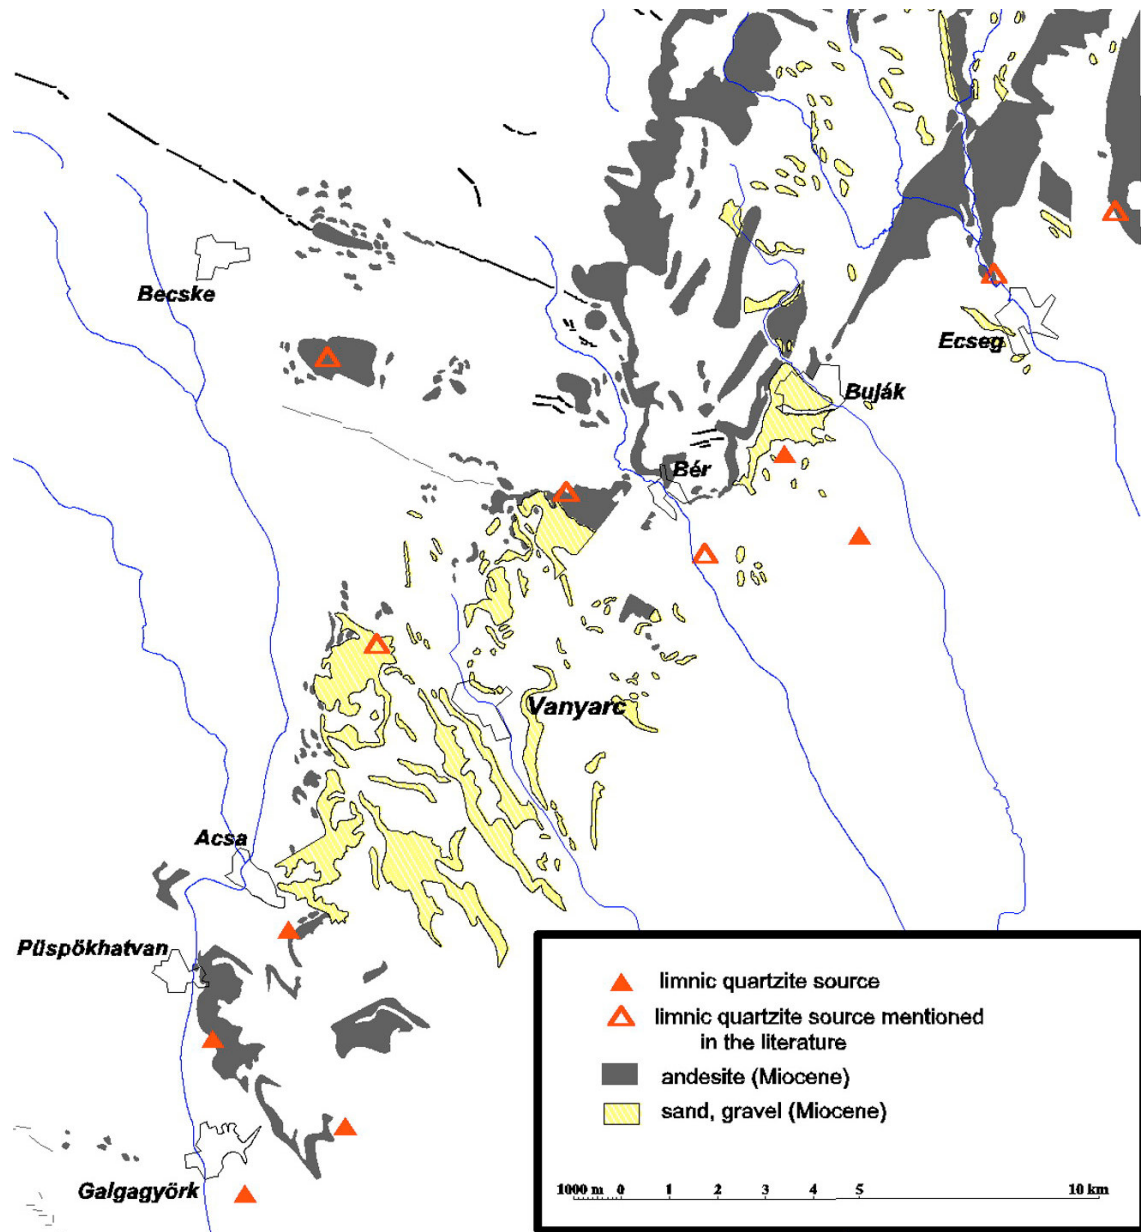 Becske
Ecseg
Buják
Bér
Vanyarc
Acsa
Püspökhatvan
Galgagyörk
limnic quartzite source
limnic quartzite source mentioned
in the literature
andesite (Miocene)
sand, gravel (Miocene)
1000 m 0 1 2 3 4 5 10 km